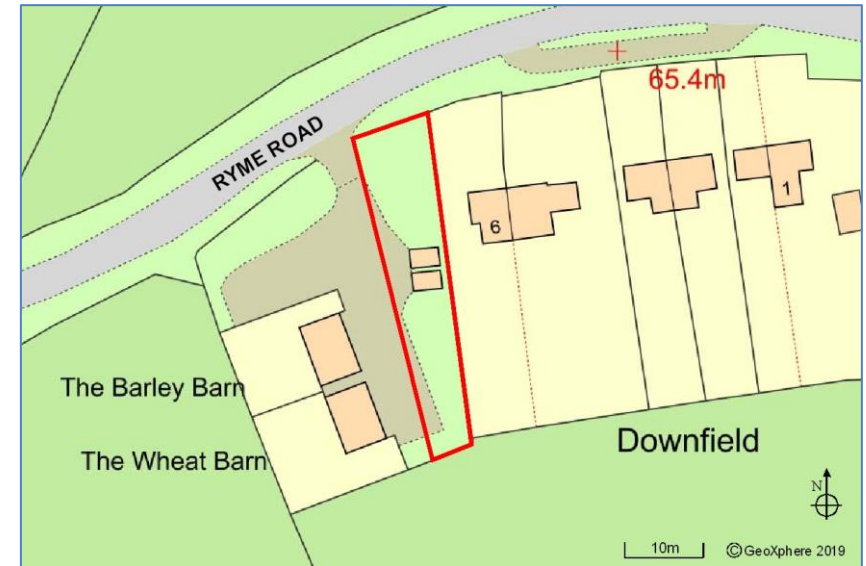 65.4m
RYME ROAD
1
6
The Barley Barn
The Wheat Barn
Downfield
N
10m
©GeoXphere 2019